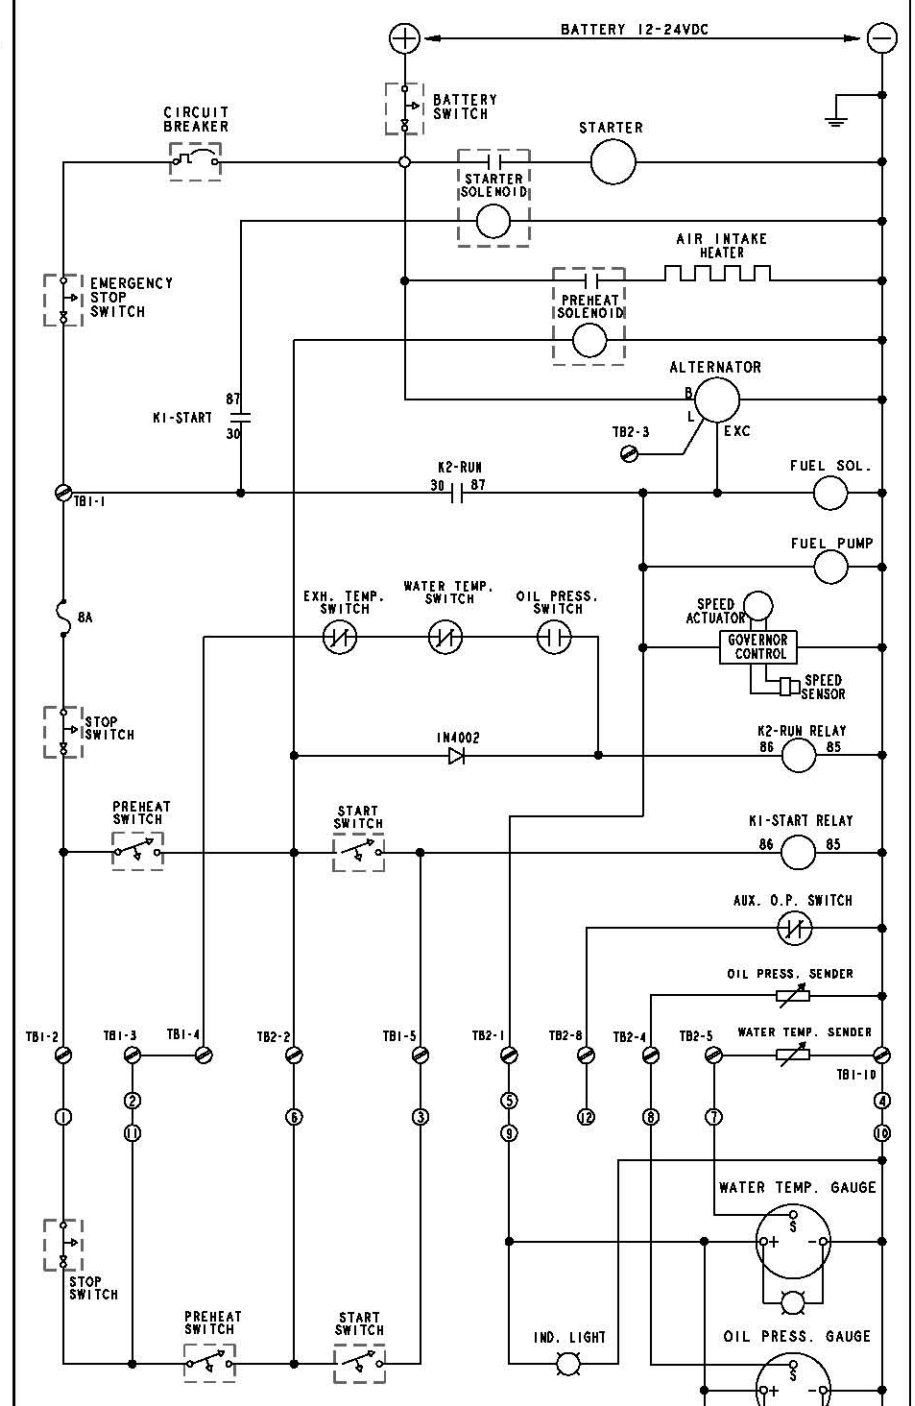 BATTERY 12-24VDC
+
−
BATTERY
SWITCH
CIRCUIT
BREAKER
STARTER
STARTER
SOLENOID
AIR INTAKE
HEATER
EMERGENCY
STOP
SWITCH
PREHEAT
SOLENOID
ALTERNATOR
B
L
EXC
TB2-3
87
K1-START
30
K2-RUN
30 87
TB1-1
FUEL SOL.
FUEL PUMP
8A
EXH. TEMP.
SWITCH
WATER TEMP.
SWITCH
OIL PRESS.
SWITCH
SPEED
ACTUATOR
GOVERNOR
CONTROL
SPEED
SENSOR
STOP
SWITCH
1N4002
K2-RUN RELAY
86 85
PREHEAT
SWITCH
START
SWITCH
K1-START RELAY
86 85
AUX. O.P. SWITCH
OIL PRESS. SENDER
WATER TEMP. SENDER
TB1-2 TB1-3 TB1-4 TB2-2 TB1-5 TB2-1 TB2-8 TB2-4 TB2-5
TB1-10
2 5 4
1 6 3 12 8 7
11 9 10
WATER TEMP. GAUGE
S
+ -
STOP
SWITCH
PREHEAT
SWITCH
START
SWITCH
IND. LIGHT
OIL PRESS. GAUGE
S
+ -